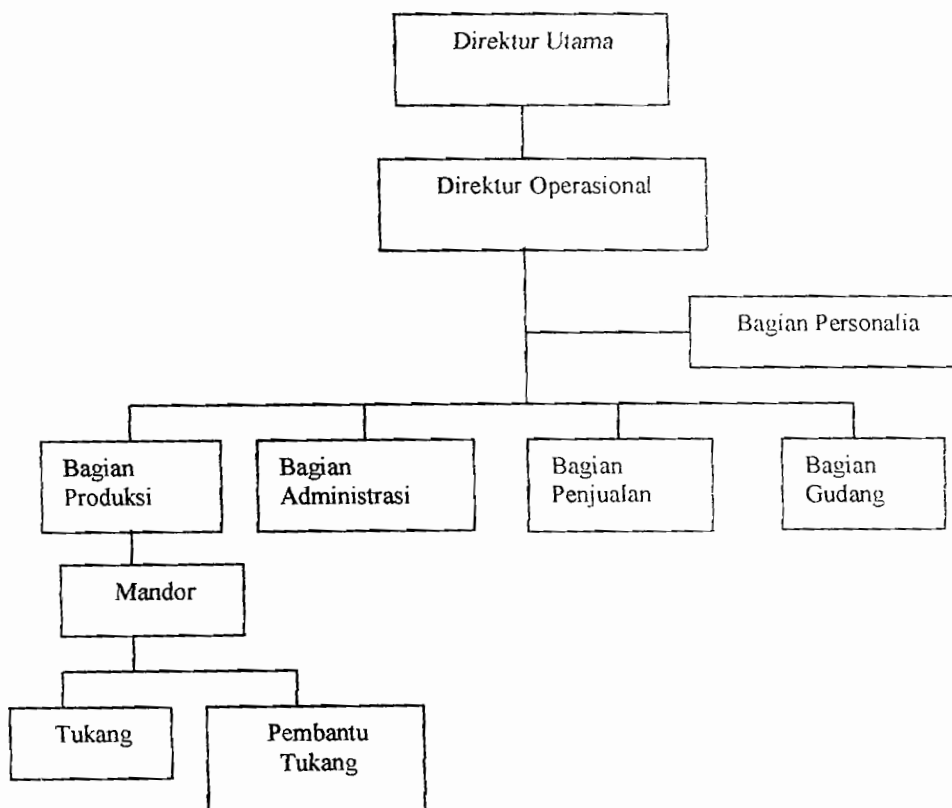 Direktur Utama
Direktur Operasional
Bagian Personalia
Bagian
Produksi
Bagian
Administrasi
Bagian
Penjualan
Bagian
Gudang
Mandor
Tukang
Pembantu
Tukang